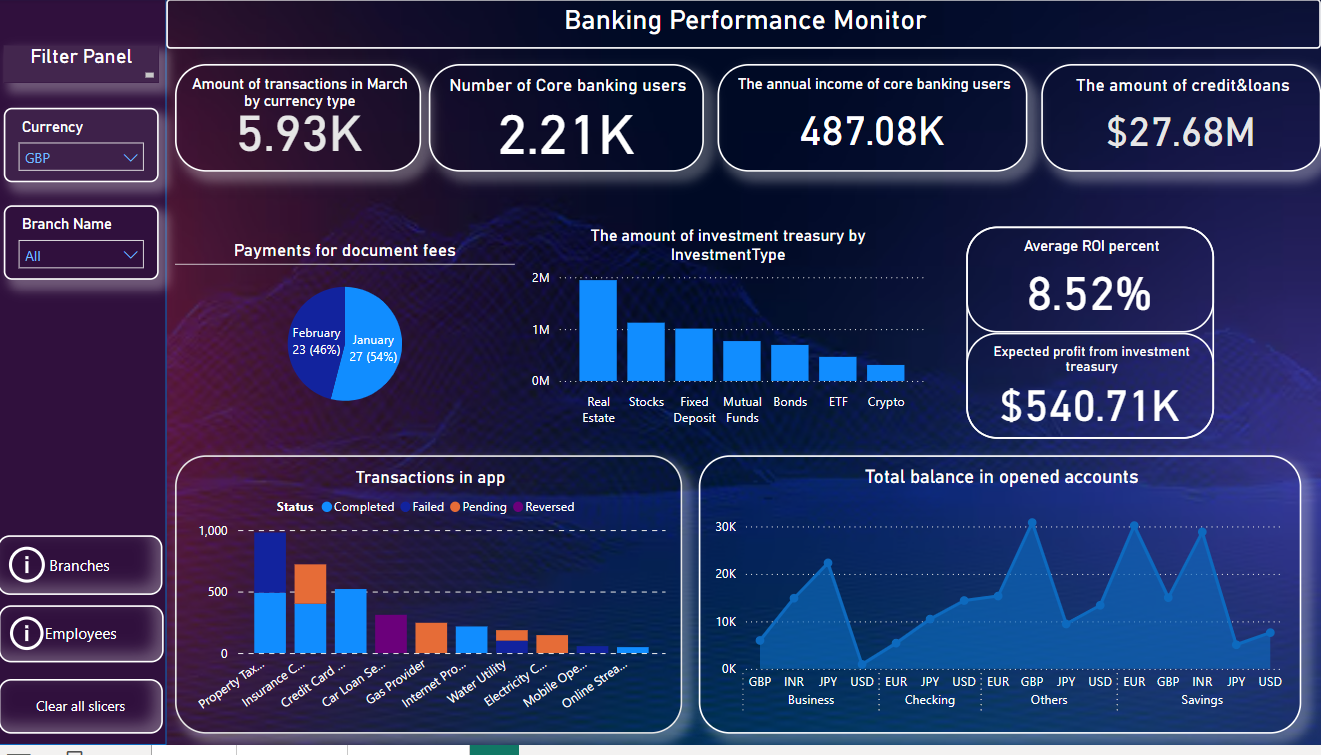 Banking Performance Monitor
Filter Panel
Currency
GBP
Branch Name
All
Branches
Employees
Clear all slicers
Amount of transactions in March
by currency type
5.93K
Number of Core banking users
2.21K
The annual income of core banking users
487.08K
The amount of credit&loans
$27.68M
Payments for document fees
February
23 (46%)
January
27 (54%)
The amount of investment treasury by
InvestmentType
2M
1M
0M
Real
Estate
Stocks
Fixed
Deposit
Mutual
Funds
Bonds
ETF
Crypto
Average ROI percent
8.52%
Expected profit from investment
treasury
$540.71K
Transactions in app
Status Completed Failed Pending Reversed
1,000
500
0
Property Tax...
Insurance C...
Credit Card ...
Car Loan Se...
Gas Provider
Internet Pro...
Water Utility
Electricity C...
Mobile Ope...
Online Strea...
Total balance in opened accounts
30K
20K
10K
0K
GBP INR JPY USD EUR JPY USD EUR GBP JPY USD EUR GBP INR JPY USD
Business Checking Others Savings